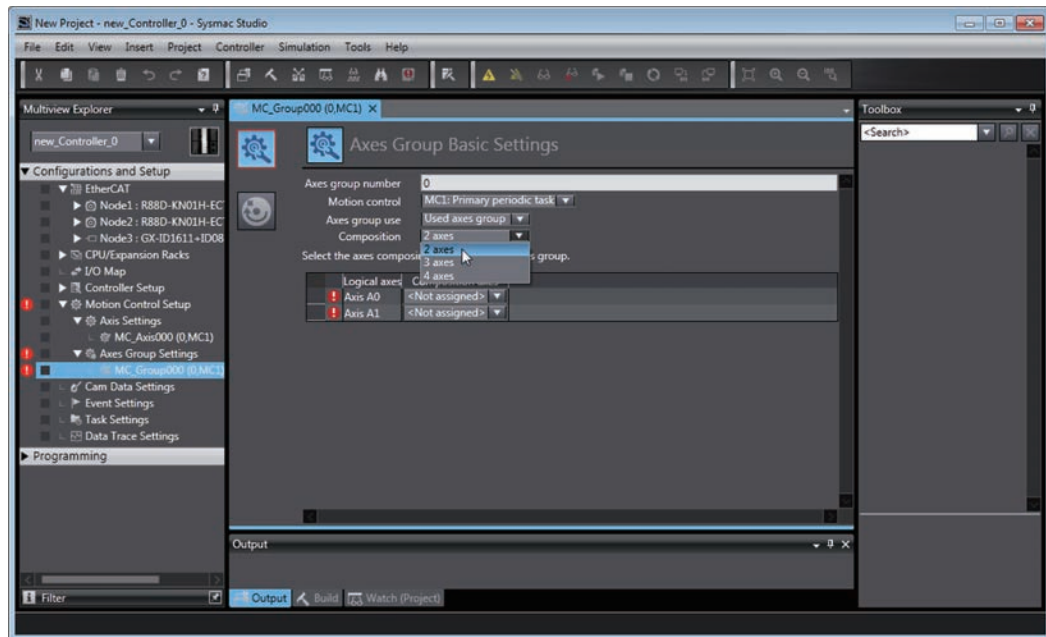 New Project - new_Controller_0 - Sysmac Studio
File Edit View Insert Project Controller Simulation Tools Help
Multiview Explorer
new_Controller_0
Configurations and Setup
EtherCAT
Node1 : R88D-KN01H-EC
Node2 : R88D-KN01H-EC
Node3 : GX-ID1611+ID08
CPU/Expansion Racks
I/O Map
Controller Setup
Motion Control Setup
Axis Settings
MC_Axis000 (0,MC1)
Axes Group Settings
MC_Group000 (0,MC1)
Cam Data Settings
Event Settings
Task Settings
Data Trace Settings
Programming
Filter
MC_Group000 (0,MC1)
Axes Group Basic Settings
Axes group number 0
Motion control MC1: Primary periodic task
Axes group use Used axes group
Composition 2 axes
2 axes
3 axes
4 axes
Select the axes composi s group.
Logical axes
Axis A0 <Not assigned>
Axis A1 <Not assigned>
Output
Output Build Watch (Project)
Toolbox
<Search>